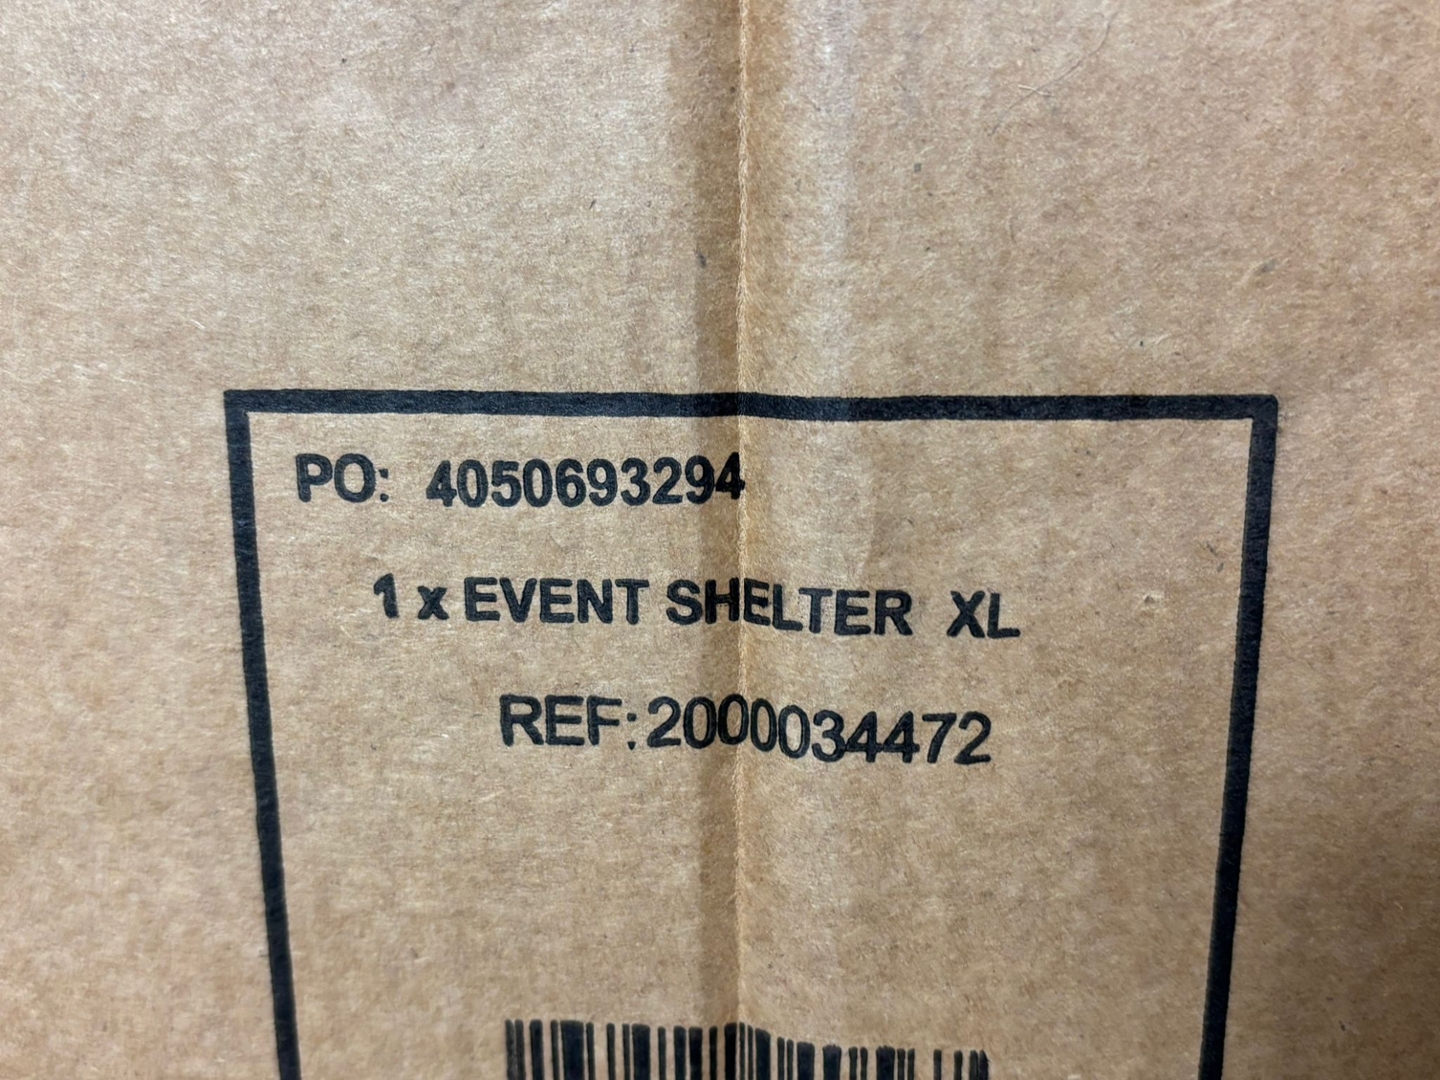 PO: 4050693294
1 x EVENT SHELTER XL
REF:2000034472